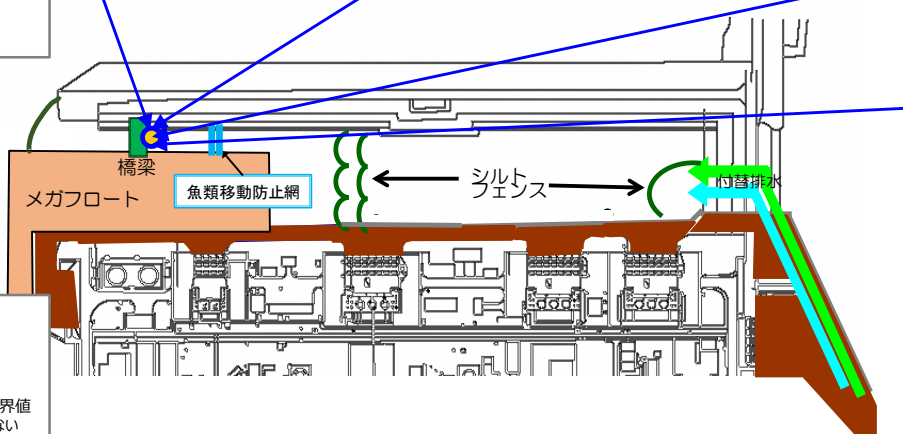 橋梁
メガフロート
魚類移動防止網
シルト
フェンス
付替排水
界値
ない